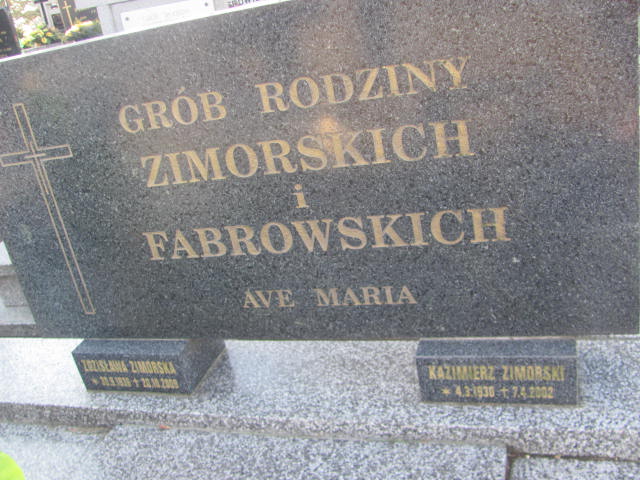 GRÓB RODZINY
ZIMORSKICH
i
FABROWSKICH
AVE MARIA
ZDZISŁAWA ZIMORSKA
KAZIMIERZ ZIMORSKI
* 4.3.1930 + 7.4.2002